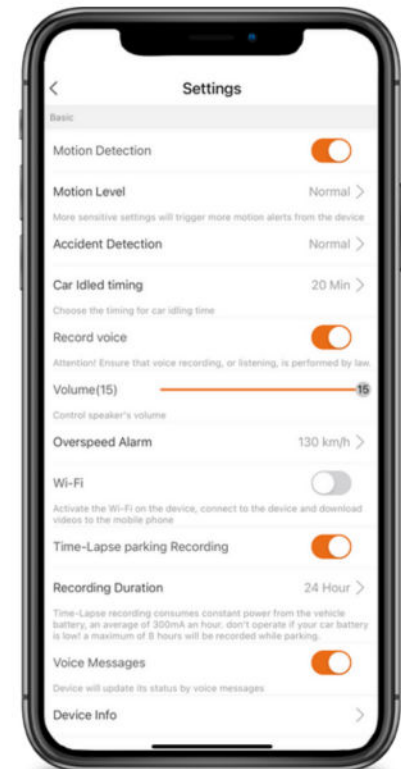 Settings
Basic
Motion Detection
Motion Level Normal >
More sensitive settings will trigger more motion alerts from the device
Accident Detection Normal >
Car Idled timing 20 Min >
Choose the timing for car idling time
Record voice
Attention! Ensure that voice recording, or listening, is performed by law.
Volume(15) 15
Control speaker's volume
Overspeed Alarm 130 km/h >
Wi-Fi
Activate the Wi-Fi on the device, connect to the device and download
videos to the mobile phone
Time-Lapse parking Recording
Recording Duration 24 Hour >
Time-Lapse recording consumes constant power from the vehicle
battery, an average of 300mA an hour. don't operate if your car battery
is low! a maximum of 8 hours will be recorded while parking.
Voice Messages
Device will update its status by voice messages
Device Info >